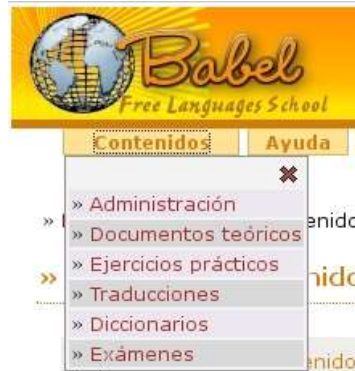 Babel
Free Languages School
Contenidos Ayuda
» Administración
» Documentos teóricos
» Ejercicios prácticos
» Traducciones
» Diccionarios
» Exámenes